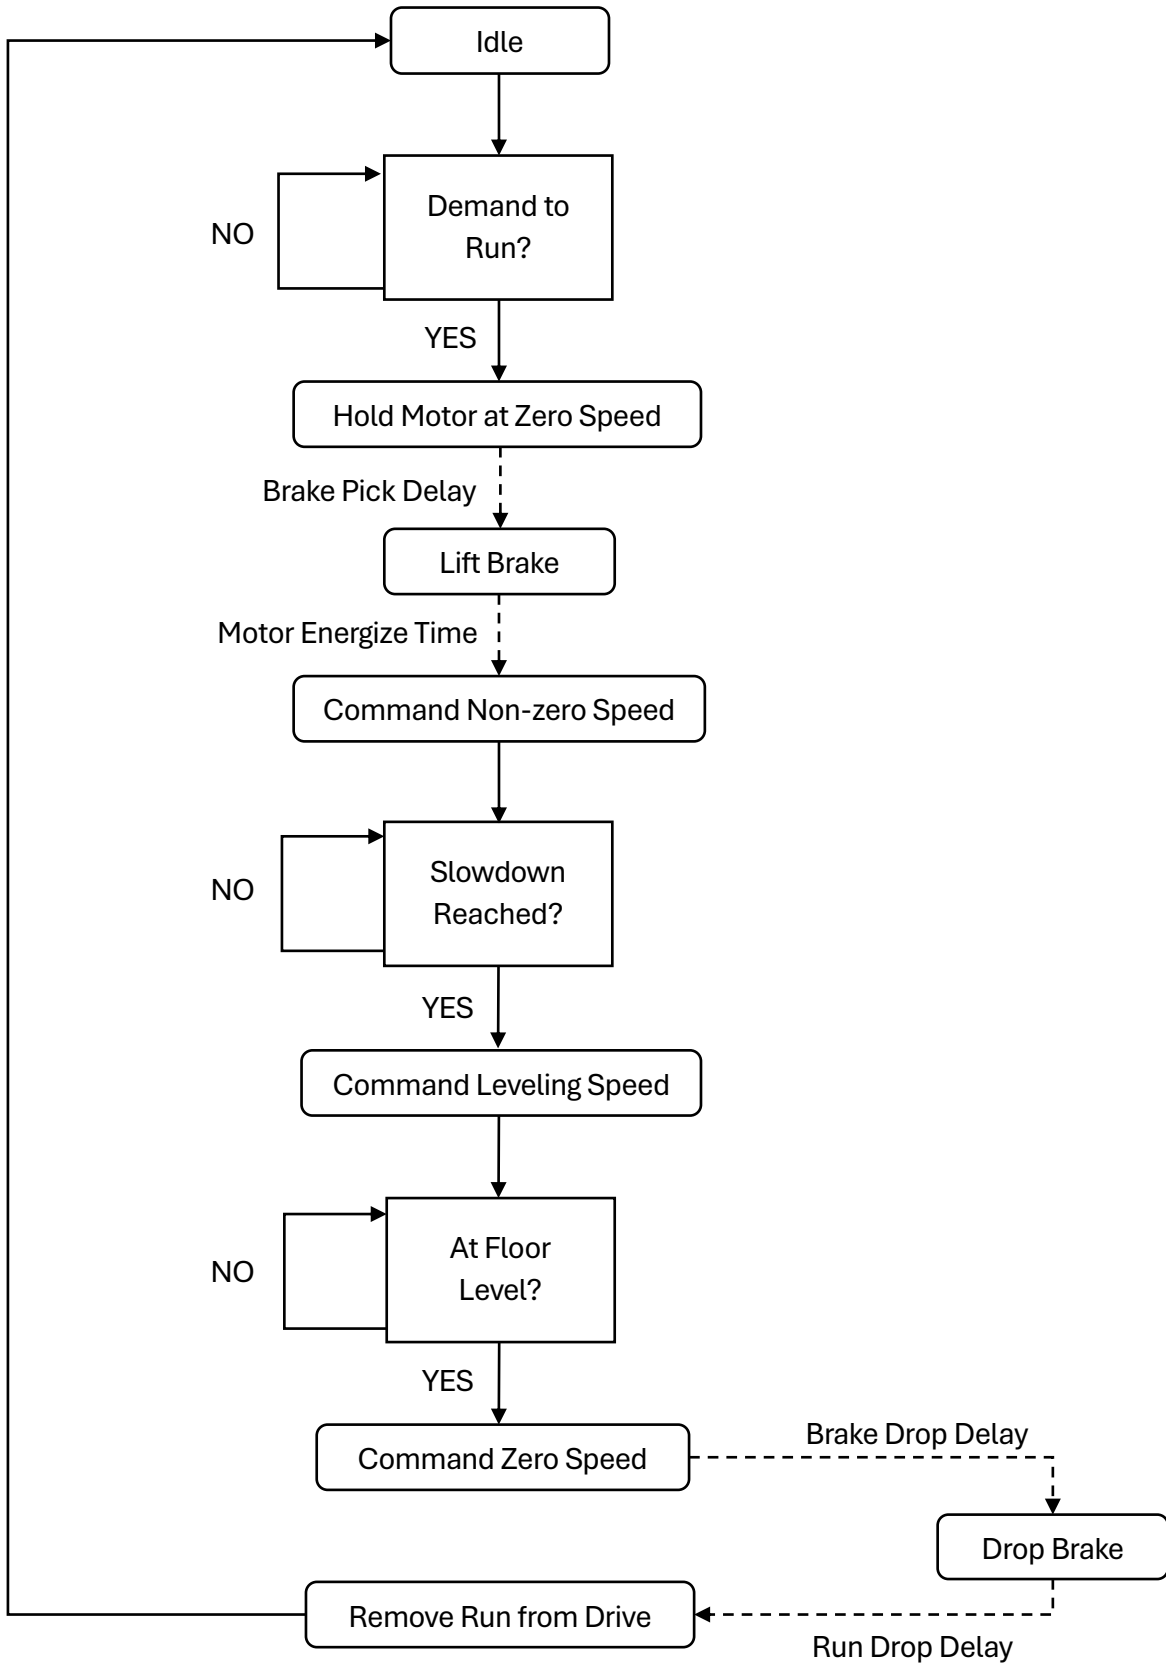 Idle
Demand to
Run?
NO
YES
Hold Motor at Zero Speed
Brake Pick Delay
Lift Brake
Motor Energize Time
Command Non-zero Speed
Slowdown
Reached?
NO
YES
Command Leveling Speed
At Floor
Level?
NO
YES
Command Zero Speed
Brake Drop Delay
Drop Brake
Run Drop Delay
Remove Run from Drive